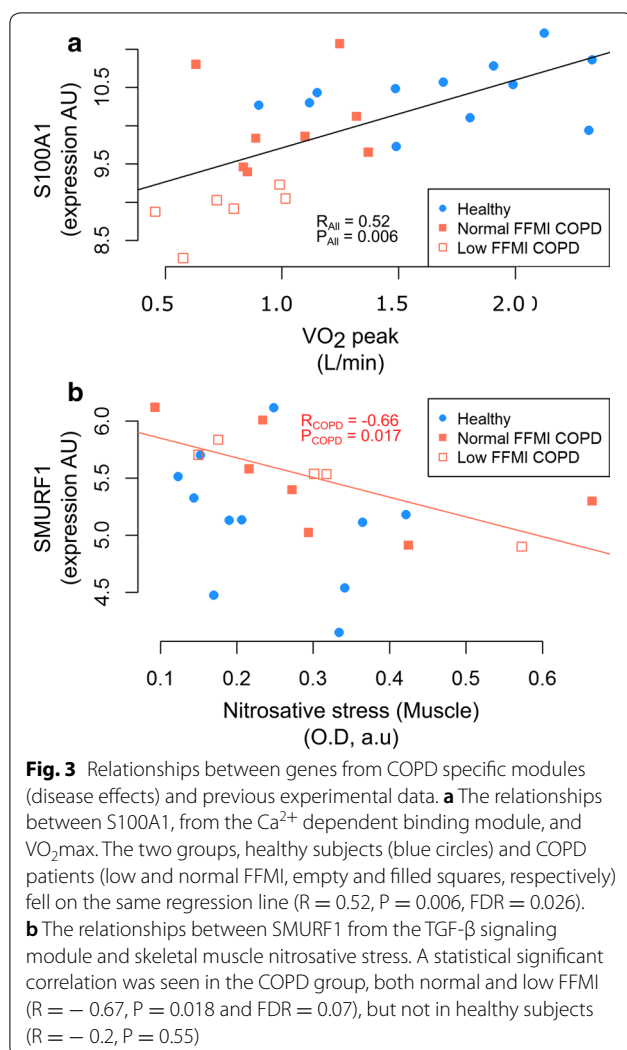 a
S100A1
(expression AU)
10.5
9.5
8.5
R_All = 0.52
P_All = 0.006
Healthy
Normal FFMI COPD
Low FFMI COPD
0.5 1.0 1.5 2.0
VO2 peak
(L/min)
b
SMURF1
(expression AU)
6.0
5.5
5.0
4.5
R_COPD = -0.66
P_COPD = 0.017
Healthy
Normal FFMI COPD
Low FFMI COPD
0.1 0.2 0.3 0.4 0.5 0.6
Nitrosative stress (Muscle)
(O.D, a.u)
Fig. 3 Relationships between genes from COPD specific modules
(disease effects) and previous experimental data. a The relationships
between S100A1, from the Ca2+ dependent binding module, and
VO2max. The two groups, healthy subjects (blue circles) and COPD
patients (low and normal FFMI, empty and filled squares, respectively)
fell on the same regression line (R = 0.52, P = 0.006, FDR = 0.026).
b The relationships between SMURF1 from the TGF-β signaling
module and skeletal muscle nitrosative stress. A statistical significant
correlation was seen in the COPD group, both normal and low FFMI
(R = − 0.67, P = 0.018 and FDR = 0.07), but not in healthy subjects
(R = − 0.2, P = 0.55)